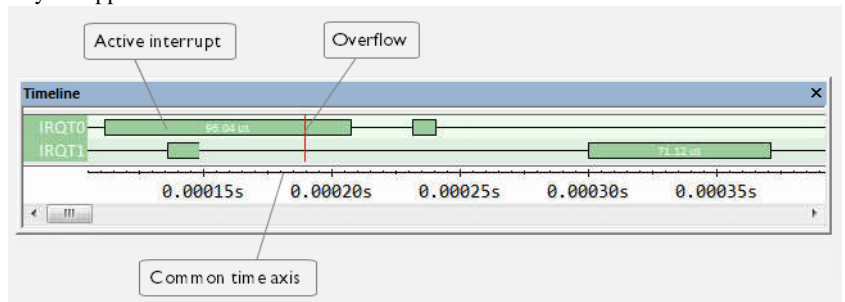 Active interrupt
Overflow
Timeline
IRQT0
96.04 us
IRQT1
71.12 us
0.00015s 0.00020s 0.00025s 0.00030s 0.00035s
Common time axis